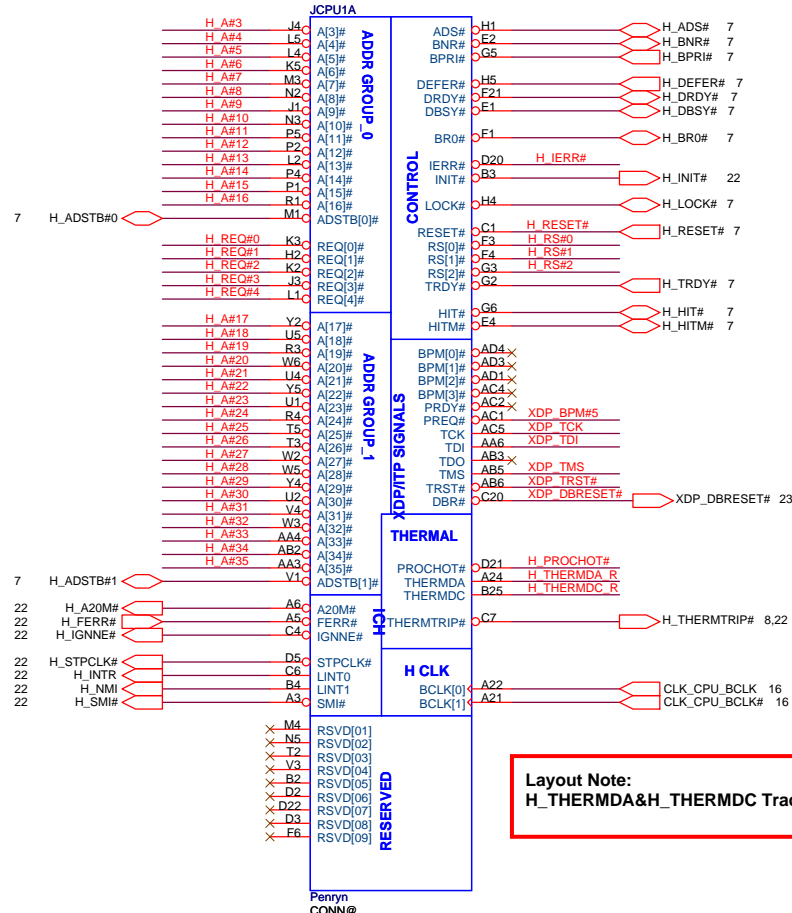 JCPU1A
H_A#3 J4 A[3]# ADS# H1 H_ADS# 7
H_A#4 L5 A[4]# BNR# E2 H_BNR# 7
H_A#5 L4 A[5]# BPRI# G5 H_BPRI# 7
H_A#6 K5 A[6]#
H_A#7 M3 A[7]# DEFER# H5 H_DEFER# 7
H_A#8 N2 A[8]# DRDY# F21 H_DRDY# 7
H_A#9 J1 A[9]# DBSY# E1 H_DBSY# 7
H_A#10 N3 A[10]#
H_A#11 P5 A[11]# BR0# F1 H_BR0# 7
H_A#12 P2 A[12]#
H_A#13 L2 A[13]# IERR# D20 H_IERR#
H_A#14 P4 A[14]# INIT# B3 H_INIT# 22
H_A#15 P1 A[15]#
H_A#16 R1 A[16]# LOCK# H4 H_LOCK# 7
7 H_ADSTB#0 M1 ADSTB[0]#
RESET# C1 H_RESET# H_RESET# 7
H_REQ#0 K3 REQ[0]# RS[0]# F3 H_RS#0
H_REQ#1 H2 REQ[1]# RS[1]# F4 H_RS#1
H_REQ#2 K2 REQ[2]# RS[2]# G3 H_RS#2
H_REQ#3 J3 REQ[3]# TRDY# G2 H_TRDY# 7
H_REQ#4 L1 REQ[4]#
HIT# G6 H_HIT# 7
HITM# E4 H_HITM# 7
ADDR GROUP_0
CONTROL
H_A#17 Y2 A[17]#
H_A#18 U5 A[18]#
H_A#19 R3 A[19]# BPM[0]# AD4
H_A#20 W6 A[20]# BPM[1]# AD3
H_A#21 U4 A[21]# BPM[2]# AD1
H_A#22 Y5 A[22]# BPM[3]# AC4
H_A#23 U1 A[23]# PRDY# AC2
H_A#24 R4 A[24]# PREQ# AC1 XDP_BPM#5
H_A#25 T5 A[25]# TCK AC5 XDP_TCK
H_A#26 T3 A[26]# TDI AA6 XDP_TDI
H_A#27 W2 A[27]# TDO AB3
H_A#28 W5 A[28]# TMS AB5 XDP_TMS
H_A#29 Y4 A[29]# TRST# AB6 XDP_TRST#
H_A#30 U2 A[30]# DBR# C20 XDP_DBRESET# XDP_DBRESET# 23
H_A#31 V4 A[31]#
H_A#32 W3 A[32]#
H_A#33 AA4 A[33]#
H_A#34 AB2 A[34]#
H_A#35 AA3 A[35]#
7 H_ADSTB#1 V1 ADSTB[1]#
ADDR GROUP_1
XDP/ITP SIGNALS
THERMAL
PROCHOT# D21 H_PROCHOT#
THERMDA A24 H_THERMDA_R
THERMDC B25 H_THERMDC_R
22 H_A20M# A6 A20M#
22 H_FERR# A5 FERR# THERMTRIP# C7 H_THERMTRIP# 8,22
22 H_IGNNE# C4 IGNNE#
ICH
22 H_STPCLK# D5 STPCLK#
22 H_INTR C6 LINT0
22 H_NMI B4 LINT1
22 H_SMI# A3 SMI#
H CLK
BCLK[0] A22 CLK_CPU_BCLK 16
BCLK[1] A21 CLK_CPU_BCLK# 16
M4 RSVD[01]
N5 RSVD[02]
T2 RSVD[03]
V3 RSVD[04]
B2 RSVD[05]
D2 RSVD[06]
D22 RSVD[07]
D3 RSVD[08]
F6 RSVD[09]
RESERVED
Layout Note:
H_THERMDA&H_THERMDC Trac
Penryn
CONN@